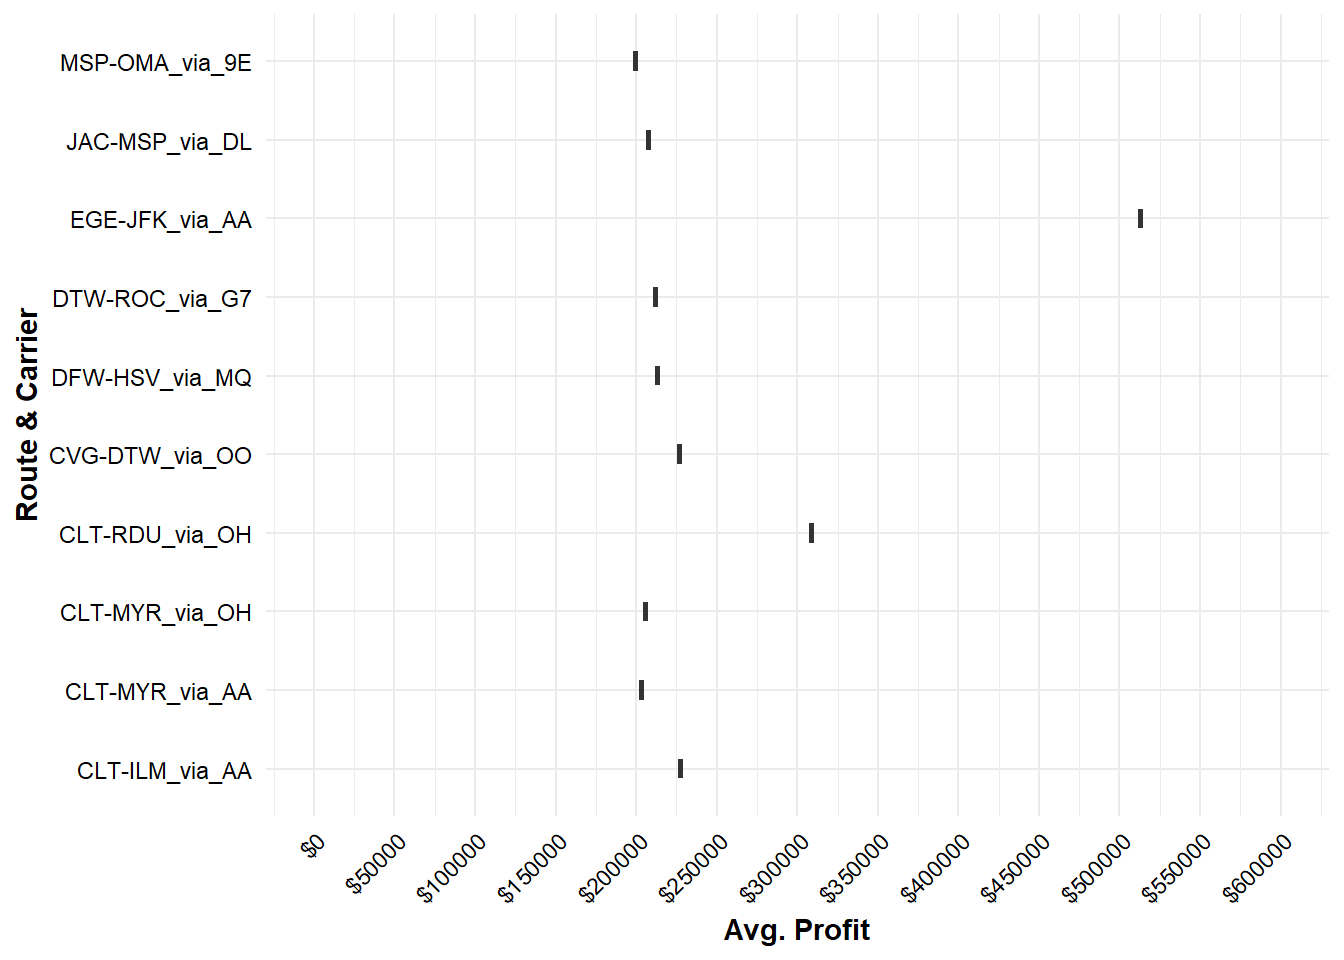 MSP-OMA_via_9E
JAC-MSP_via_DL
EGE-JFK_via_AA
DTW-ROC_via_G7
DFW-HSV_via_MQ
CVG-DTW_via_OO
CLT-RDU_via_OH
CLT-MYR_via_OH
CLT-MYR_via_AA
CLT-ILM_via_AA
Route & Carrier
$0
$50000
$100000
$150000
$200000
$250000
$300000
$350000
$400000
$450000
$500000
$550000
$600000
Avg. Profit